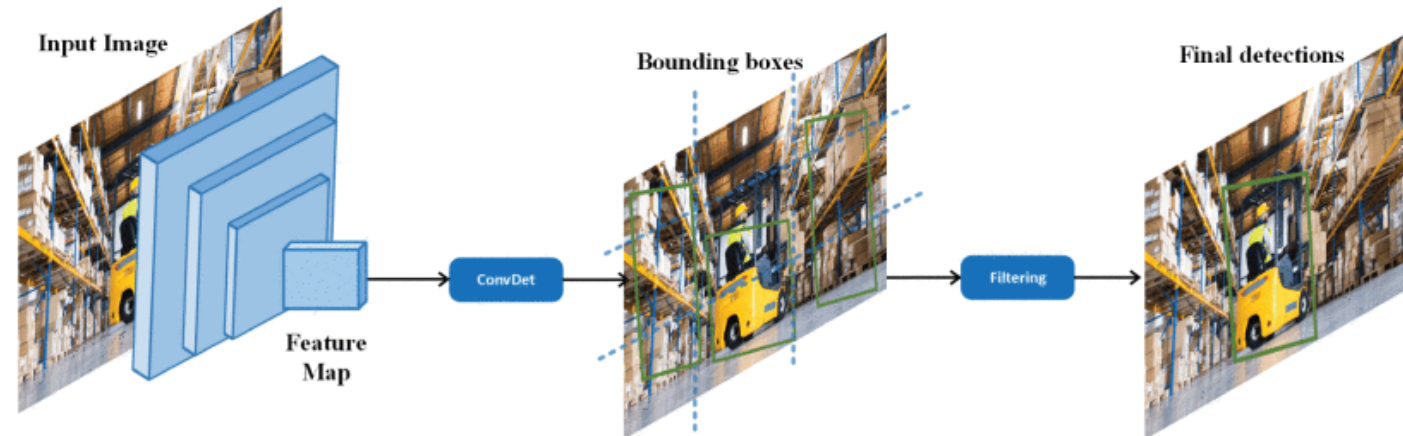 Input Image
Bounding boxes
Final detections
ConvDet
Filtering
Feature
Map